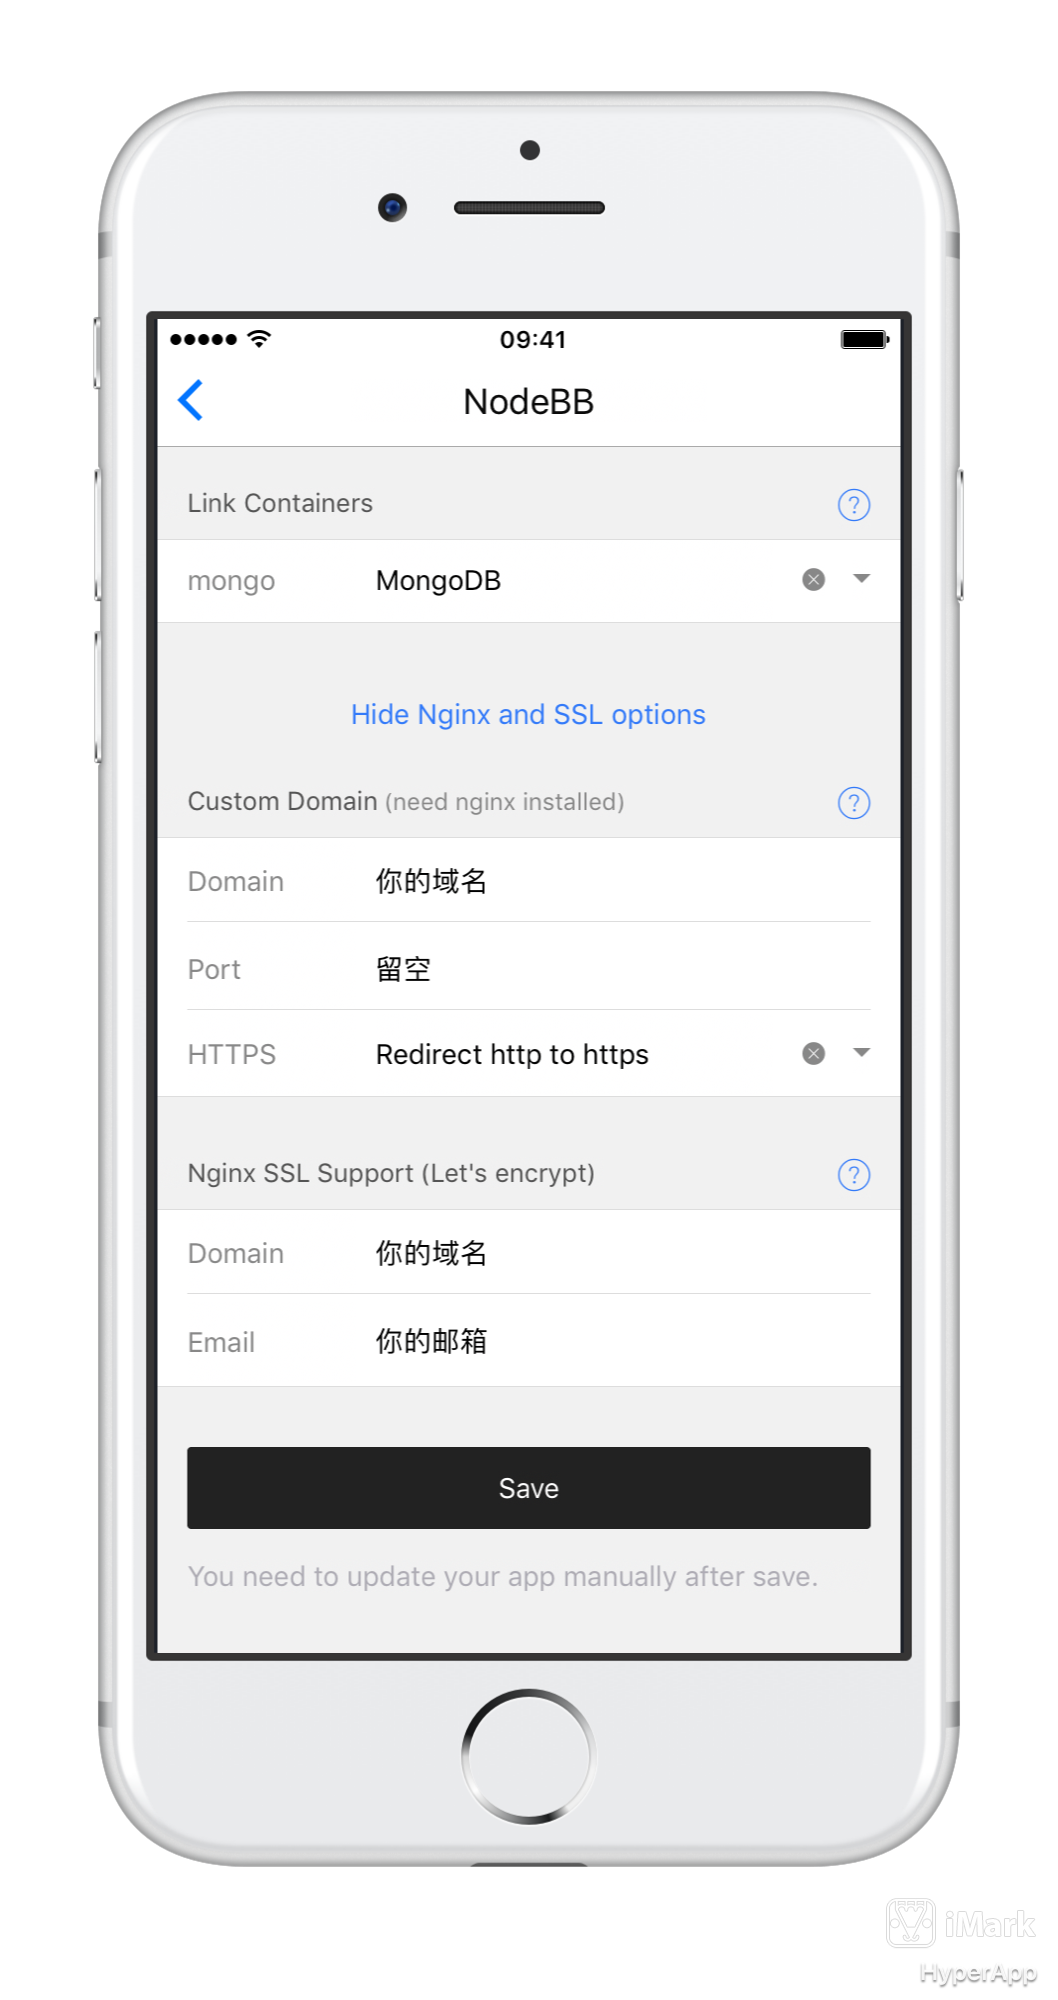 09:41
NodeBB
Link Containers ?
mongo MongoDB
Hide Nginx and SSL options
Custom Domain (need nginx installed) ?
Domain 你的域名
Port 留空
HTTPS Redirect http to https
Nginx SSL Support (Let's encrypt) ?
Domain 你的域名
Email 你的邮箱
Save
You need to update your app manually after save.
iMark
HyperApp